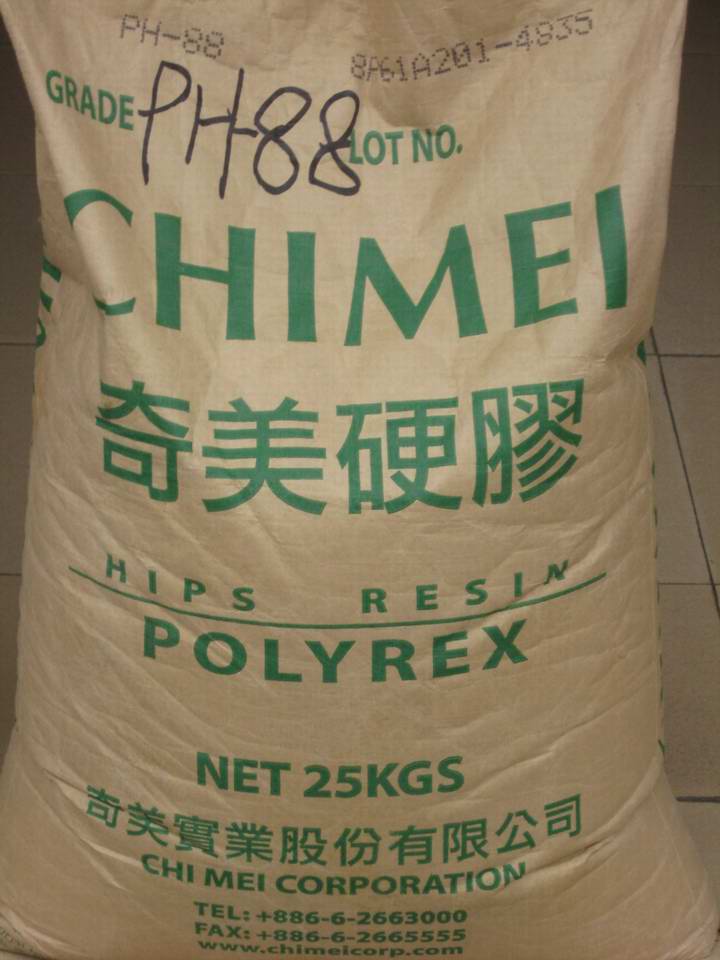 PH-88 8A61A201-4835
GRADE PH-88 LOT NO.
CHIMEI
奇美硬膠
HIPS RESIN
POLYREX
NET 25KGS
奇美實業股份有限公司
CHI MEI CORPORATION
TEL: +886-6-2663000
FAX: +886-6-2665555
www.chimeicorp.com